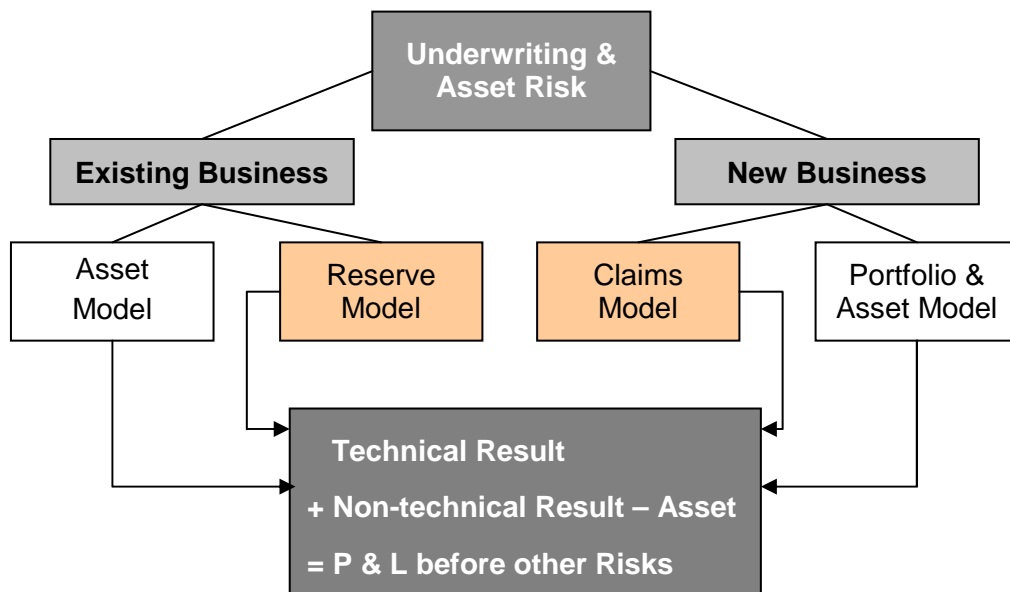 Underwriting &
Asset Risk
Existing Business
New Business
Asset
Model
Reserve
Model
Claims
Model
Portfolio &
Asset Model
Technical Result
+ Non-technical Result – Asset
= P & L before other Risks